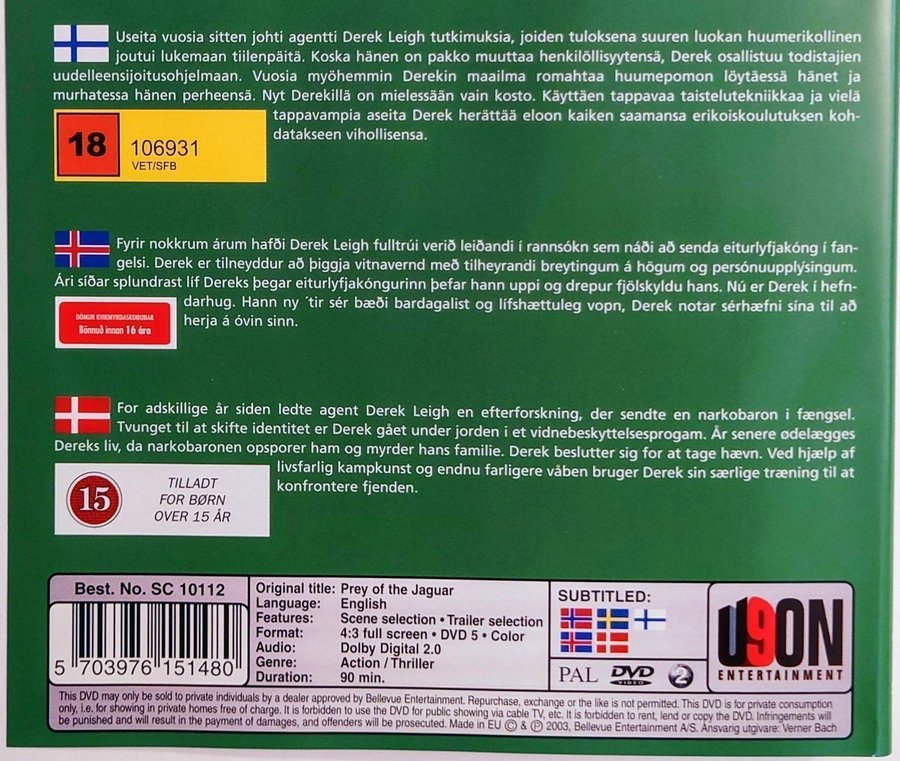 Useita vuosia sitten johti agentti Derek Leigh tutkimuksia, joiden tuloksena suuren luokan huumerikollinen
joutui lukemaan tiilenpäitä. Koska hänen on pakko muuttaa henkilöllisyytensä, Derek osallistuu todistajien
uudelleensijoitusohjelmaan. Vuosia myöhemmin Derekin maailma romahtaa huumepomon löytäessä hänet ja
murhatessa hänen perheensä. Nyt Derekillä on mielessään vain kosto. Käyttäen tappavaa taistelutekniikkaa ja vielä
tappavampia aseita Derek herättää eloon kaiken saamansa erikoiskoulutuksen koh-
datakseen vihollisensa.
18
106931
VET/SFB
Fyrir nokkrum árum hafði Derek Leigh fulltrúi verið leiðandi í rannsókn sem náði að senda eiturlyfjakóng í fan-
gelsi. Derek er tilneyddur að þiggja vitnavernd með tilheyrandi breytingum á högum og persónuupplýsingum.
Ári síðar splundrast líf Dereks þegar eiturlyfjakóngurinn þefar hann uppi og drepur fjölskyldu hans. Nú er Derek í hefn-
darhug. Hann ny ´tir sér bæði bardagalist og lífshættuleg vopn, Derek notar sérhæfni sína til að
herja á óvin sinn.
DÓMUR KVIKMYNDASKOÐUNAR
Bönnuð innan 16 ára
For adskillige år siden ledte agent Derek Leigh en efterforskning, der sendte en narkobaron i fængsel.
Tvunget til at skifte identitet er Derek gået under jorden i et vidnebeskyttelsesprogam. År senere ødelægges
Dereks liv, da narkobaronen opsporer ham og myrder hans familie. Derek beslutter sig for at tage hævn. Ved hjælp af
livsfarlig kampkunst og endnu farligere våben bruger Derek sin særlige træning til at
konfrontere fjenden.
15
TILLADT
FOR BØRN
OVER 15 ÅR
Best. No. SC 10112
5 703976 151480
Original title: Prey of the Jaguar
Language: English
Features: Scene selection • Trailer selection
Format: 4:3 full screen • DVD 5 • Color
Audio: Dolby Digital 2.0
Genre: Action / Thriller
Duration: 90 min.
SUBTITLED:
PAL DVD VIDEO 2
U9ON
ENTERTAINMENT
This DVD may only be sold to private individuals by a dealer approved by Bellevue Entertainment. Repurchase, exchange or the like is not permitted. This DVD is for private consumption
only, i.e. for showing in private homes free of charge. It is forbidden to use the DVD for public showing via cable TV, etc. It is forbidden to rent, lend or copy the DVD. Infringements will
be punished and will result in the payment of damages, and offenders will be prosecuted. Made in EU © & ℗ 2003, Bellevue Entertainment A/S. Ansvarig utgivare: Verner Bach